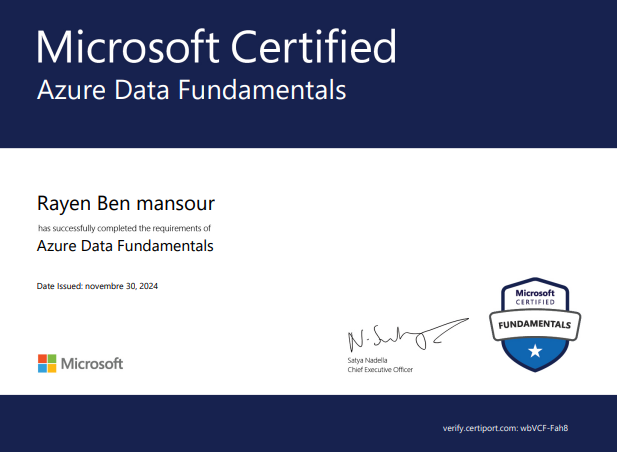 Microsoft Certified
Azure Data Fundamentals
Rayen Ben mansour
has successfully completed the requirements of
Azure Data Fundamentals
Date Issued: novembre 30, 2024
Microsoft
CERTIFIED
FUNDAMENTALS
Satya Nadella
Chief Executive Officer
Microsoft
verify.certiport.com: wbVCF-Fah8